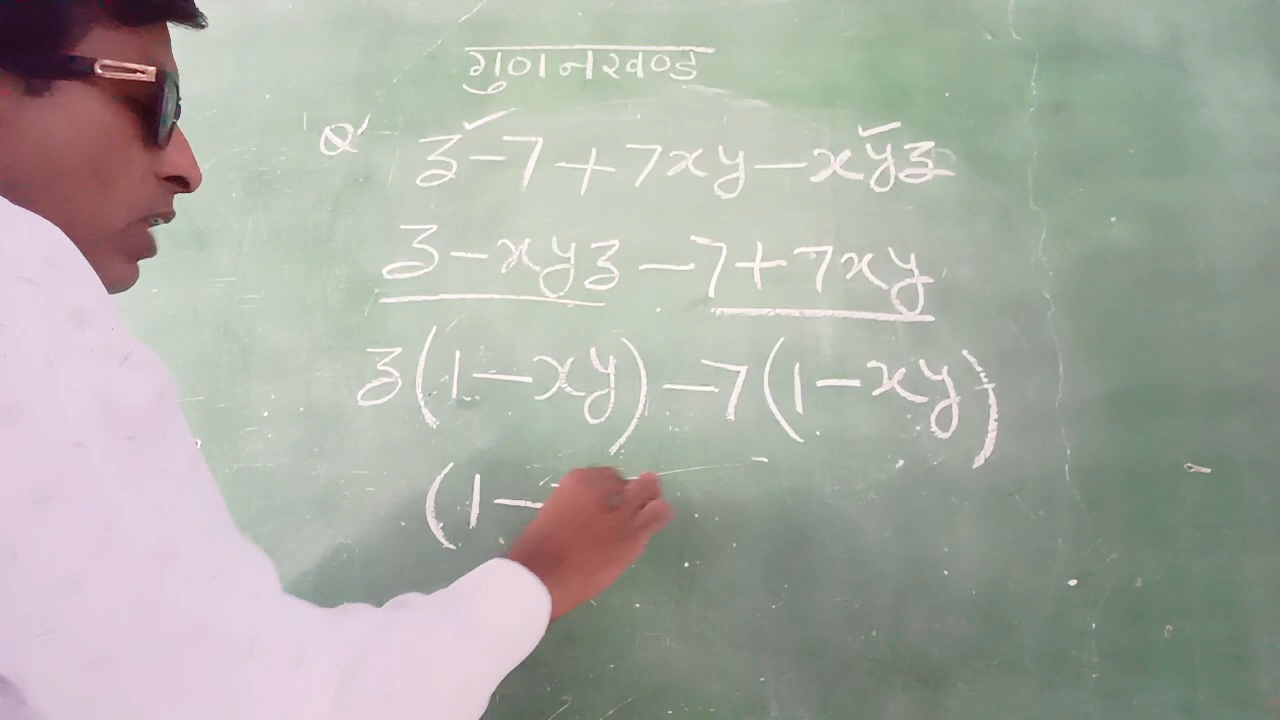 गुणनखण्ड
Q' z - 7 + 7xy - xyz
z - xyz - 7 + 7xy
z(1 - xy) - 7(1 - xy)
(1 -